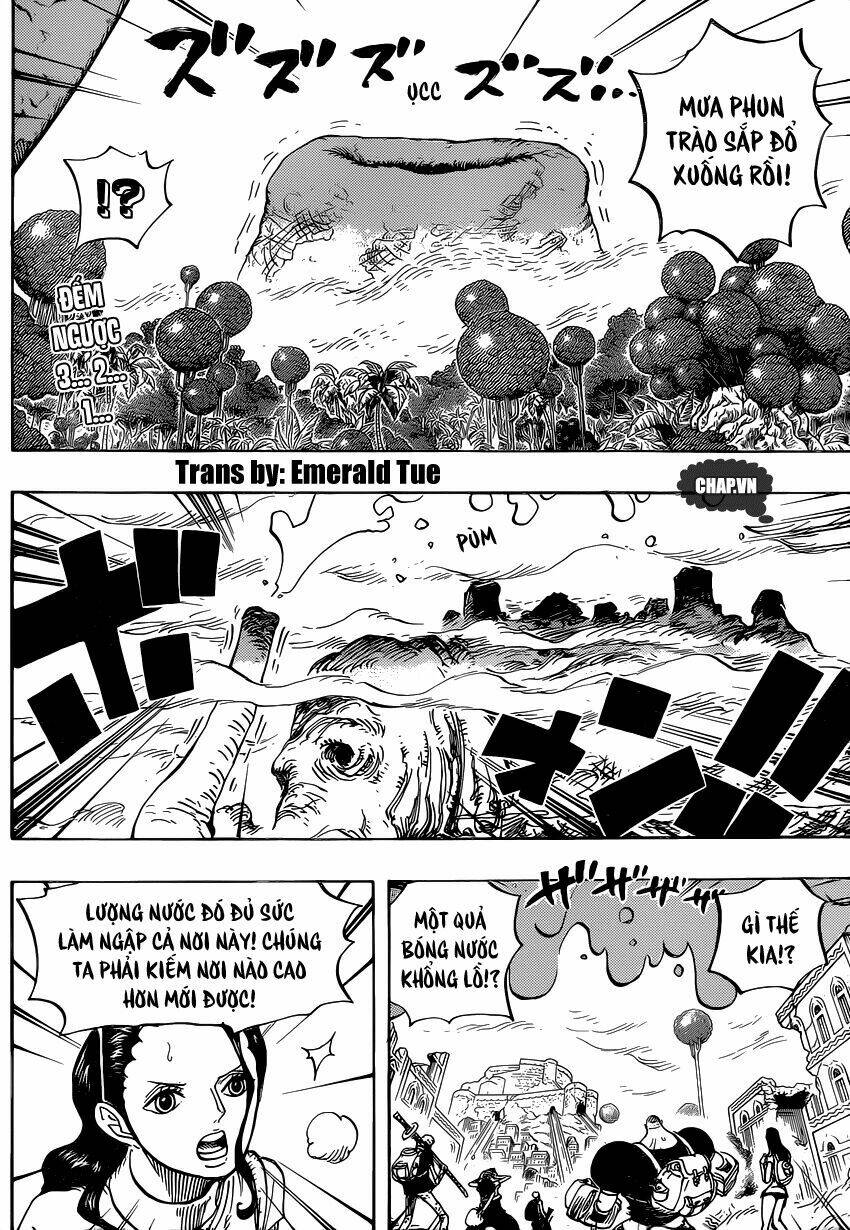 ズズズ
ỤCC
ズズズ…
MƯA PHUN
TRÀO SẮP ĐỔ
XUỐNG RỒI!
!?
ĐẾM
NGƯỢC
3... 2...
1...
Trans by: Emerald Tue
CHAP.VN
PÙM
ボォン!!
ザザザザ
GÌ THẾ
KIA!?
MỘT QUẢ
BÓNG NƯỚC
KHỔNG LỒ!?
LƯỢNG NƯỚC ĐÓ ĐỦ SỨC
LÀM NGẬP CẢ NƠI NÀY! CHÚNG
TA PHẢI KIẾM NƠI NÀO CAO
HƠN MỚI ĐƯỢC!